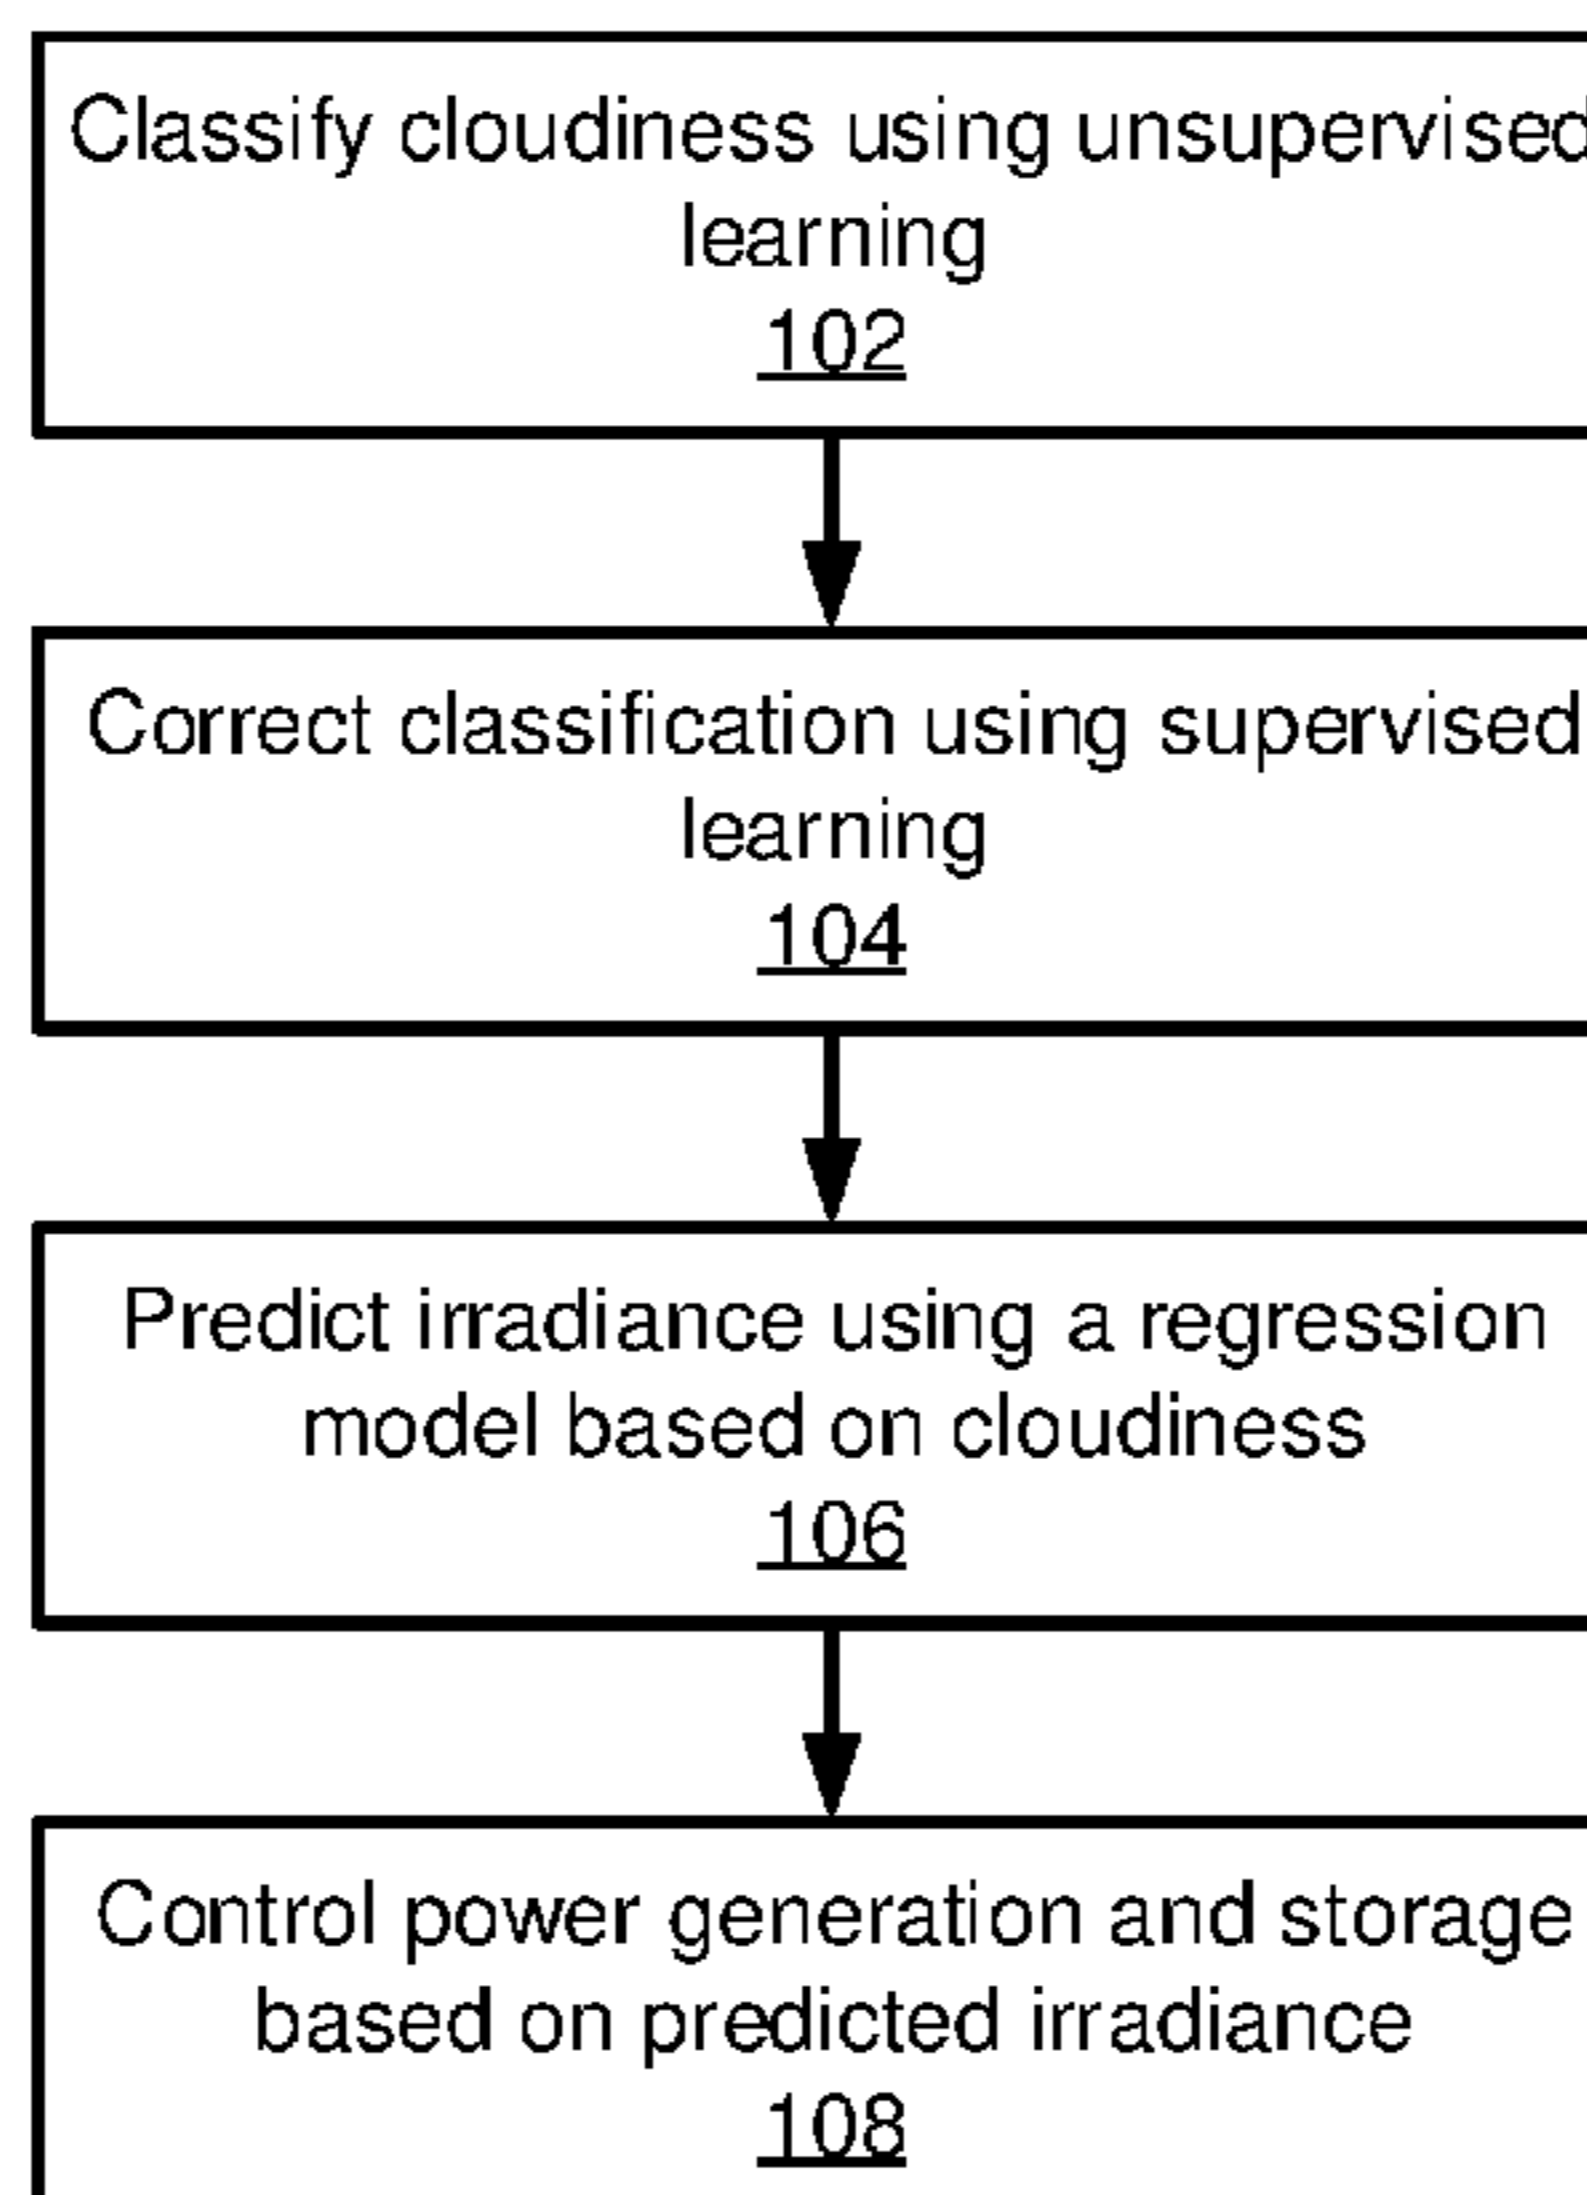 Classify cloudiness using unsupervised
learning
102
Correct classification using supervised
learning
104
Predict irradiance using a regression
model based on cloudiness
106
Control power generation and storage
based on predicted irradiance
108